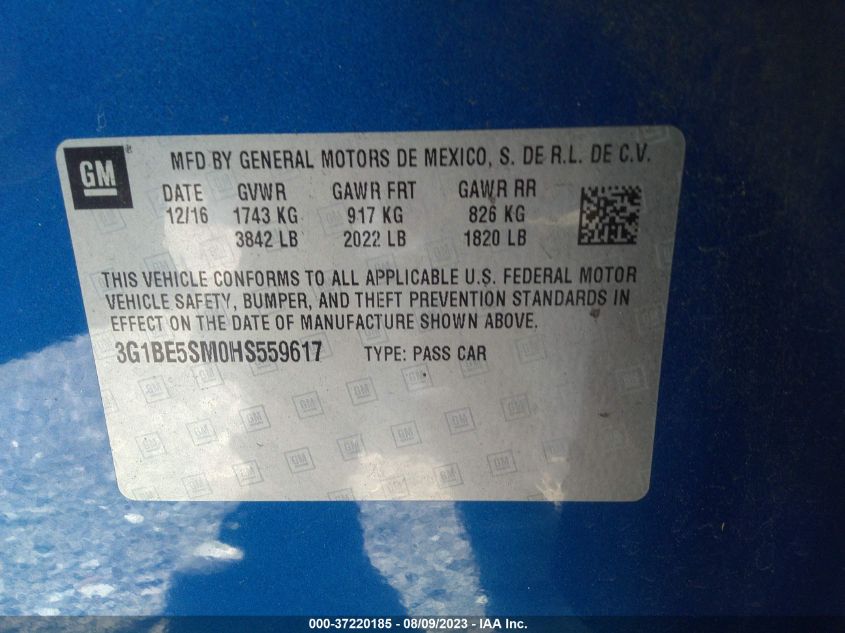 GM
MFD BY GENERAL MOTORS DE MEXICO, S. DE R.L. DE C.V.
DATE GVWR GAWR FRT GAWR RR
12/16 1743 KG 917 KG 826 KG
3842 LB 2022 LB 1820 LB
THIS VEHICLE CONFORMS TO ALL APPLICABLE U.S. FEDERAL MOTOR
VEHICLE SAFETY, BUMPER, AND THEFT PREVENTION STANDARDS IN
EFFECT ON THE DATE OF MANUFACTURE SHOWN ABOVE.
3G1BE5SM0HS559617 TYPE: PASS CAR
000-37220185 - 08/09/2023 - IAA Inc.